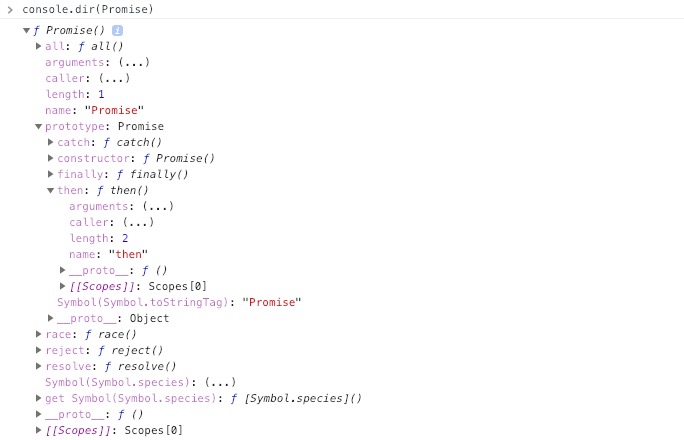 console.dir(Promise)
ƒ Promise() i
all: ƒ all()
arguments: (...)
caller: (...)
length: 1
name: "Promise"
prototype: Promise
catch: ƒ catch()
constructor: ƒ Promise()
finally: ƒ finally()
then: ƒ then()
arguments: (...)
caller: (...)
length: 2
name: "then"
__proto__: ƒ ()
[[Scopes]]: Scopes[0]
Symbol(Symbol.toStringTag): "Promise"
__proto__: Object
race: ƒ race()
reject: ƒ reject()
resolve: ƒ resolve()
Symbol(Symbol.species): (...)
get Symbol(Symbol.species): ƒ [Symbol.species]()
__proto__: ƒ ()
[[Scopes]]: Scopes[0]